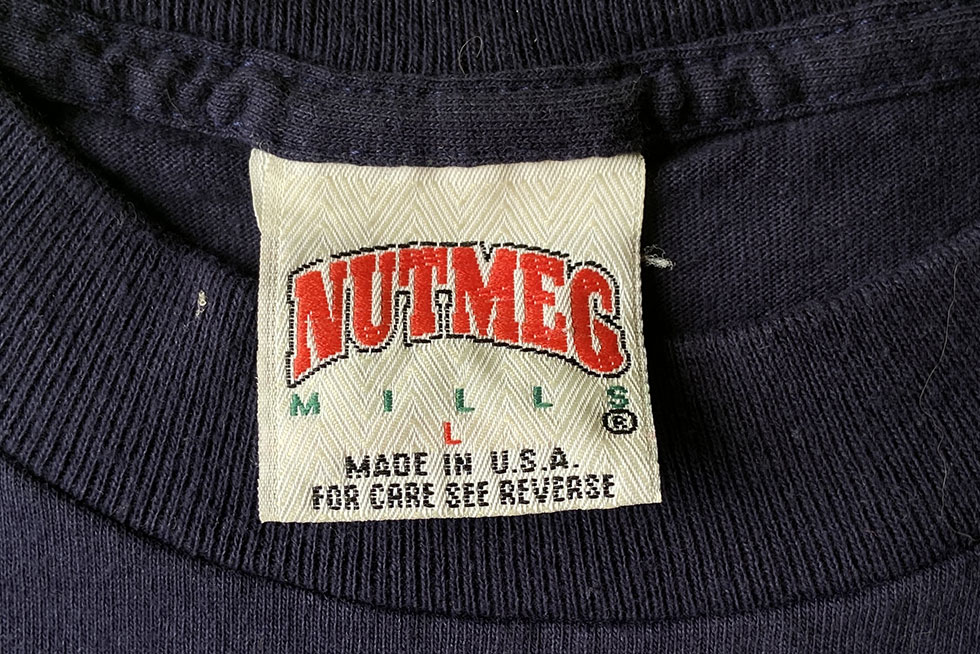 NUTMEG
MILLS
®
L
MADE IN U.S.A.
FOR CARE SEE REVERSE